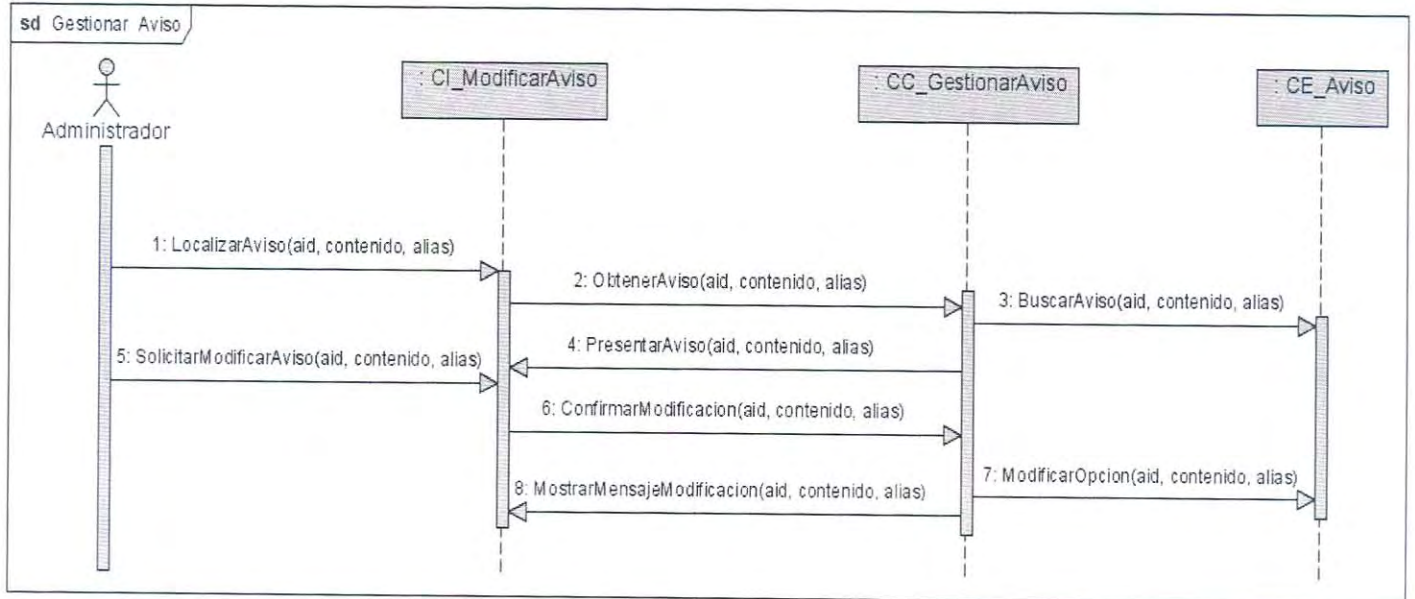 sd Gestionar Aviso
: CI_ModificarAviso
: CC_GestionarAviso
: CE_Aviso
Administrador
1: LocalizarAviso(aid, contenido, alias)
2: ObtenerAviso(aid, contenido, alias)
3: BuscarAviso(aid, contenido, alias)
4: PresentarAviso(aid, contenido, alias)
5: SolicitarModificarAviso(aid, contenido, alias)
6: ConfirmarModificacion(aid, contenido, alias)
7: ModificarOpcion(aid, contenido, alias)
8: MostrarMensajeModificacion(aid, contenido, alias)